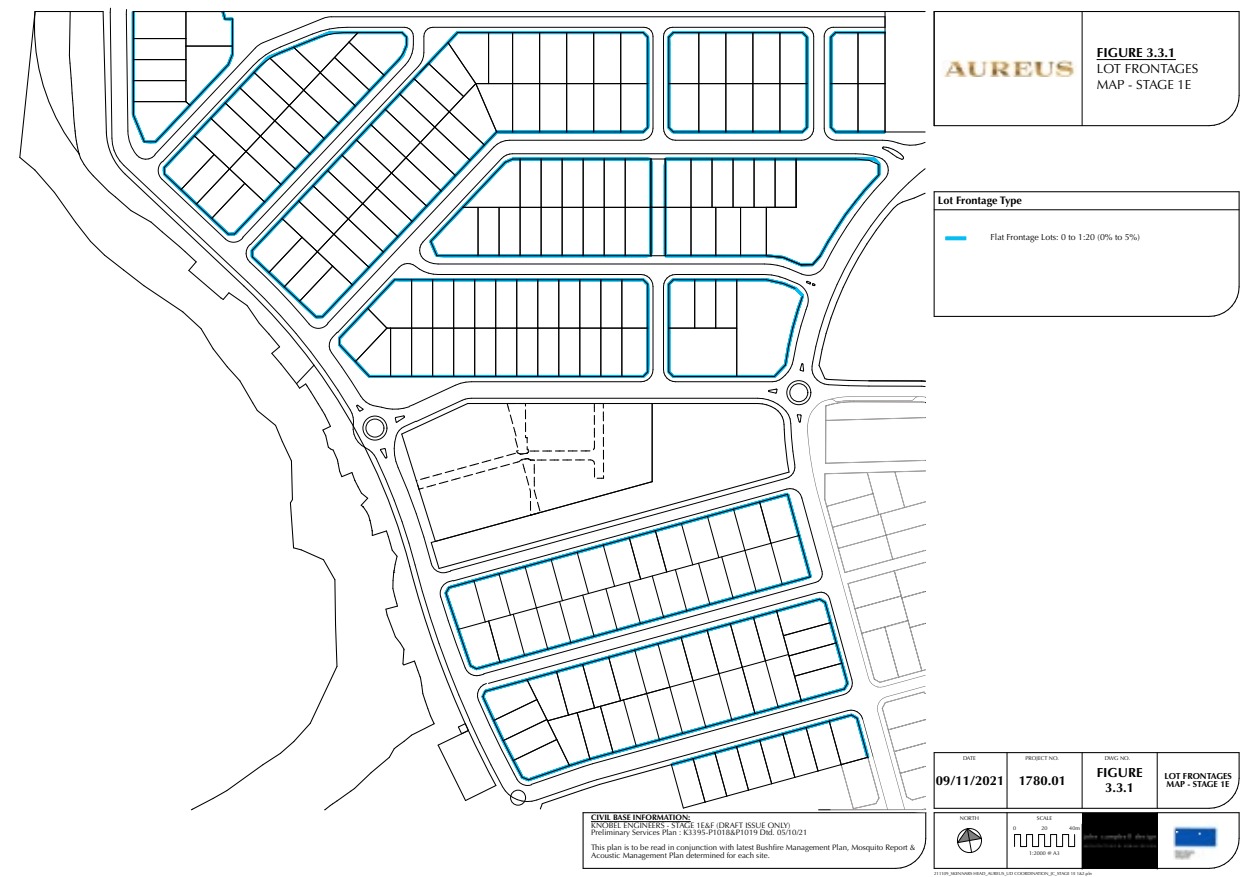 AUREUS
FIGURE 3.3.1
LOT FRONTAGES
MAP - STAGE 1E
Lot Frontage Type
Flat Frontage Lots: 0 to 1:20 (0% to 5%)
DATE
09/11/2021
PROJECT NO.
1780.01
DWG NO.
FIGURE
3.3.1
LOT FRONTAGES
MAP - STAGE 1E
NORTH
SCALE
0 20 40m
1:2000 @ A3
john campbell design
CIVIL BASE INFORMATION:
KNOBEL ENGINEERS - STAGE 1E&F (DRAFT ISSUE ONLY)
Preliminary Services Plan : K3395-P1018&P1019 Dtd. 05/10/21
This plan is to be read in conjunction with latest Bushfire Management Plan, Mosquito Report &
Acoustic Management Plan determined for each site.